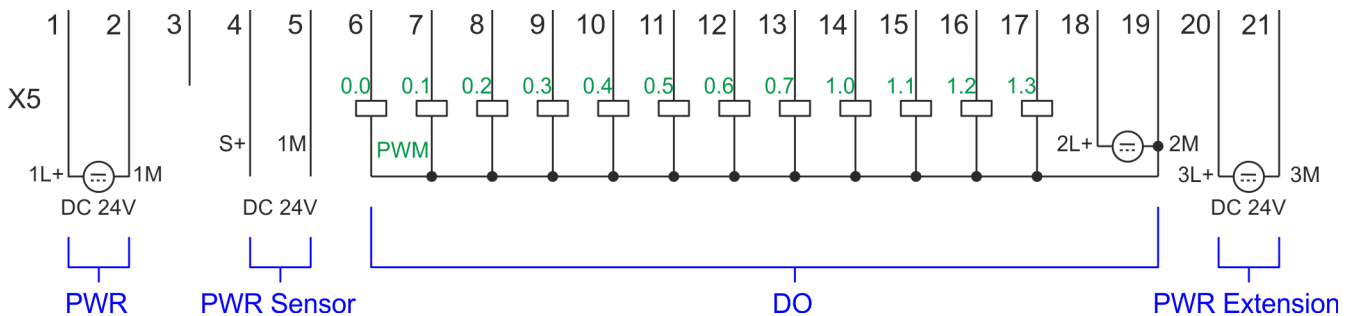 1 2 3 4 5 6 7 8 9 10 11 12 13 14 15 16 17 18 19 20 21
0.0 0.1 0.2 0.3 0.4 0.5 0.6 0.7 1.0 1.1 1.2 1.3
X5
S+ 1M PWM 2L+ 2M
1L+ 1M 3L+ 3M
DC 24V DC 24V DC 24V
PWR PWR Sensor DO PWR Extension